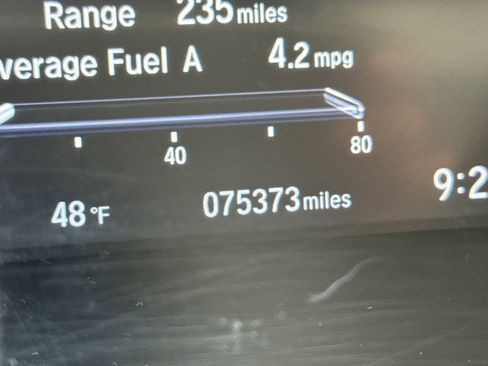 Range 235 miles
verage Fuel A 4.2 mpg
40 80
48 °F 075373 miles 9:2